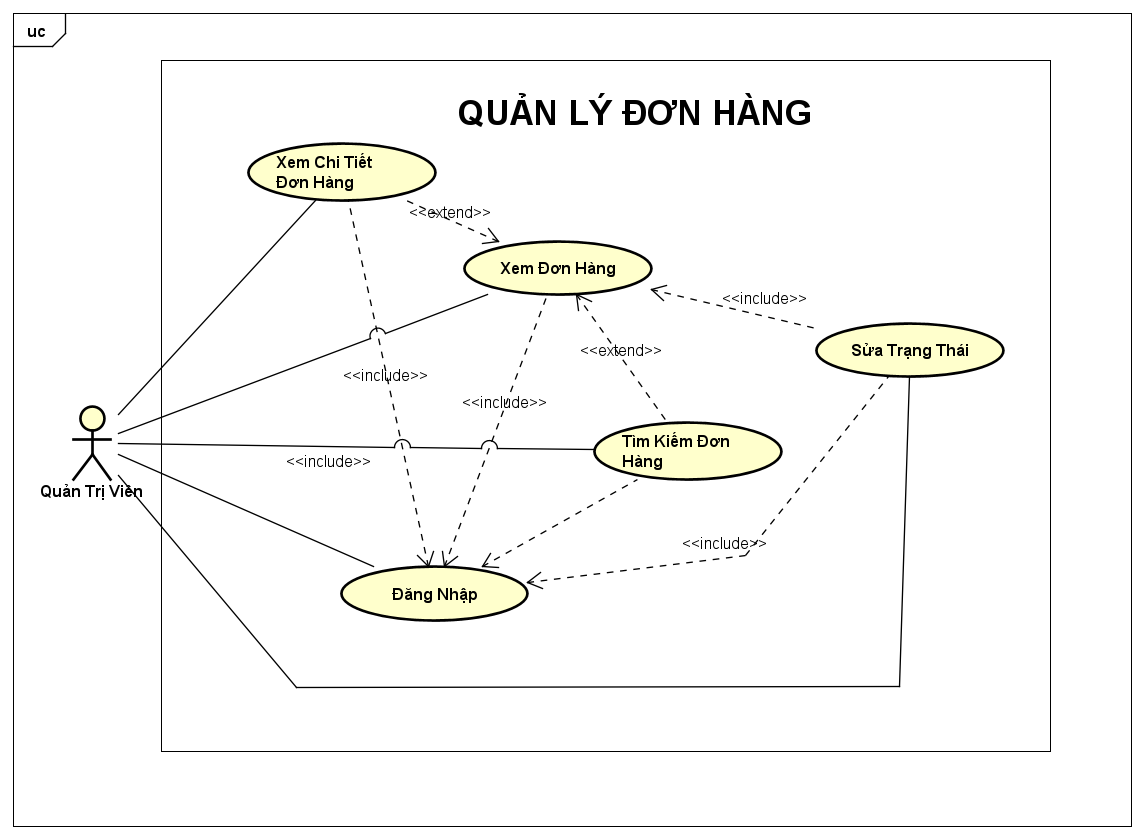 uc
QUẢN LÝ ĐƠN HÀNG
Xem Chi Tiết
Đơn Hàng
<<extend>>
Xem Đơn Hàng
<<include>>
<<extend>>
Sửa Trạng Thái
<<include>>
<<include>>
Tìm Kiếm Đơn
Hàng
<<include>>
Quản Trị Viên
<<include>>
Đăng Nhập